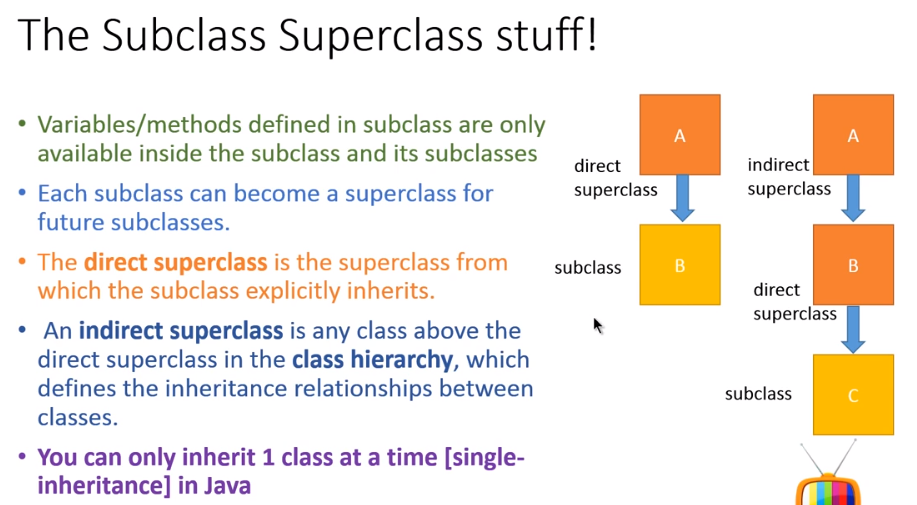 The Subclass Superclass stuff!
• Variables/methods defined in subclass are only
available inside the subclass and its subclasses
• Each subclass can become a superclass for
future subclasses.
• The direct superclass is the superclass from
which the subclass explicitly inherits.
• An indirect superclass is any class above the
direct superclass in the class hierarchy, which
defines the inheritance relationships between
classes.
• You can only inherit 1 class at a time [single-
inheritance] in Java
A
direct
superclass
subclass
B
A
indirect
superclass
B
direct
superclass
subclass
C